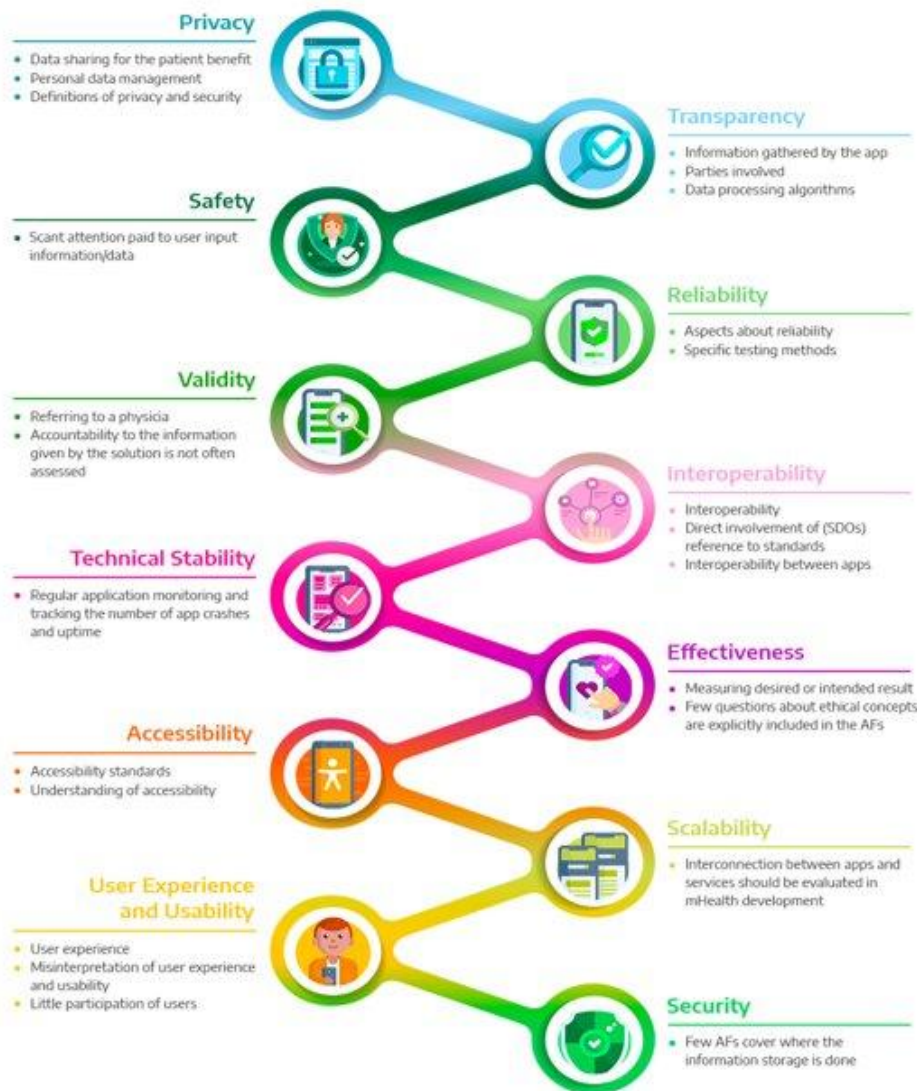 Privacy
• Data sharing for the patient benefit
• Personal data management
• Definitions of privacy and security
Transparency
• Information gathered by the app
• Parties involved
• Data processing algorithms
Safety
• Scant attention paid to user input
information/data
Reliability
• Aspects about reliability
• Specific testing methods
Validity
• Referring to a physicia
• Accountability to the information
given by the solution is not often
assessed
Interoperability
• Interoperability
• Direct involvement of (SDOs)
reference to standards
• Interoperability between apps
Technical Stability
• Regular application monitoring and
tracking the number of app crashes
and uptime
Effectiveness
• Measuring desired or intended result
• Few questions about ethical concepts
are explicitly included in the AFs
Accessibility
• Accessibility standards
• Understanding of accessibility
Scalability
• Interconnection between apps and
services should be evaluated in
mHealth development
User Experience
and Usability
• User experience
• Misinterpretation of user experience
and usability
• Little participation of users
Security
• Few AFs cover where the
information storage is done